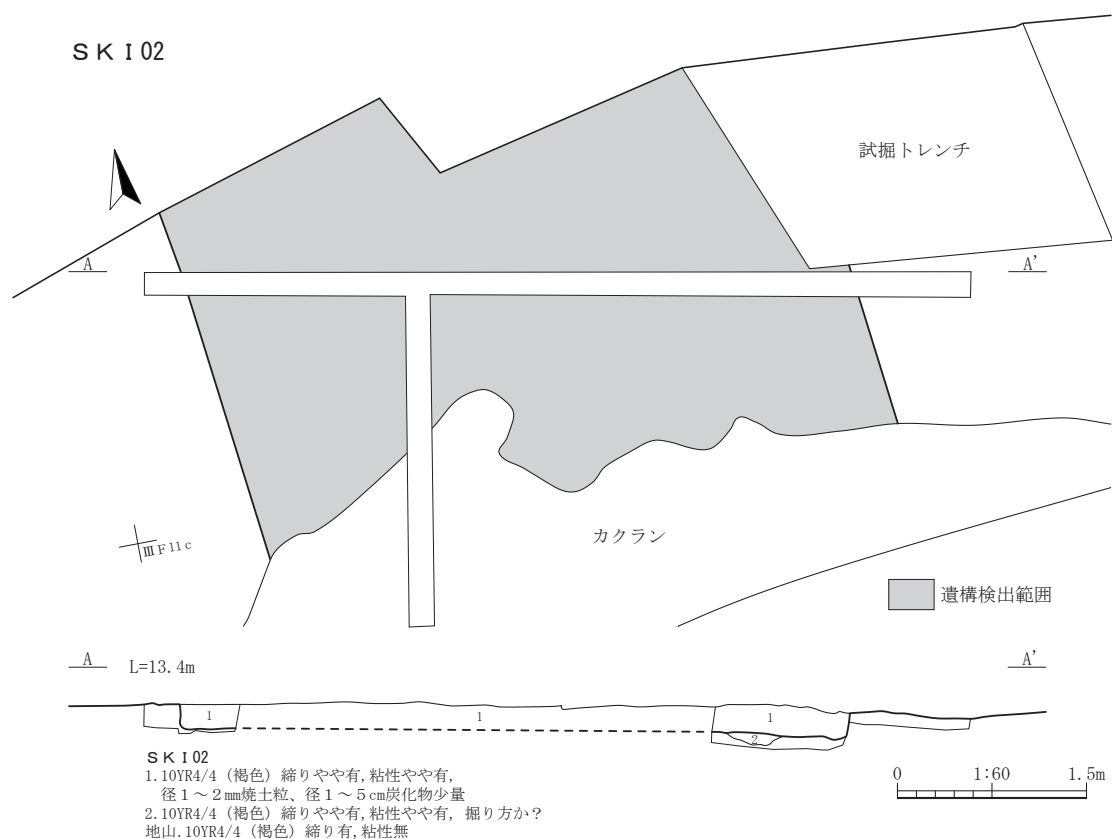 ＳＫⅠ02
試掘トレンチ
A
A'
カクラン
ⅢF11c
遺構検出範囲
A
L=13.4m
A'
1
1
1
2
ＳＫⅠ02
1.10YR4/4（褐色）締りやや有,粘性やや有,
径１～２㎜焼土粒、径１～５㎝炭化物少量
2.10YR4/4（褐色）締りやや有,粘性やや有, 掘り方か？
地山.10YR4/4（褐色）締り有,粘性無
0
1:60
1.5m